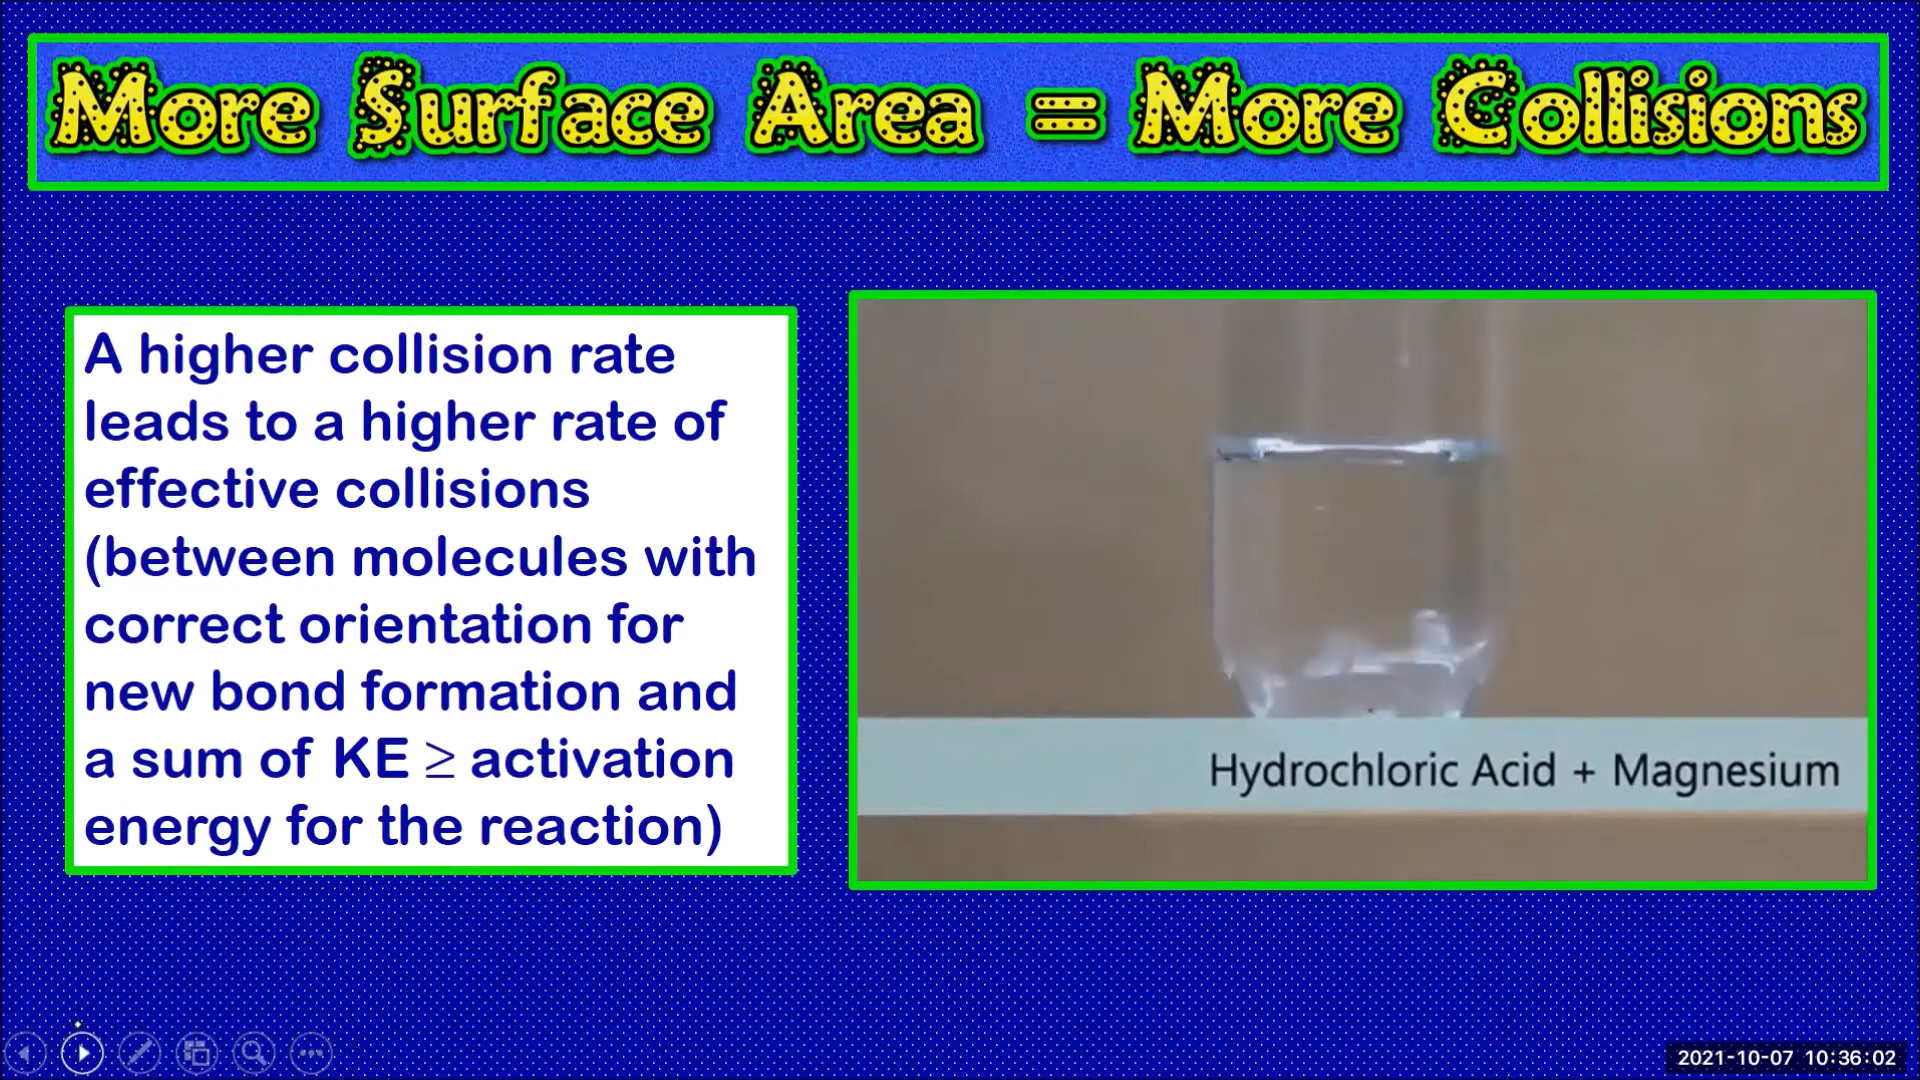 More Surface Area = More Collisions
A higher collision rate
leads to a higher rate of
effective collisions
(between molecules with
correct orientation for
new bond formation and
a sum of KE ≥ activation
energy for the reaction)
Hydrochloric Acid + Magnesium
2021-10-07 10:36:02